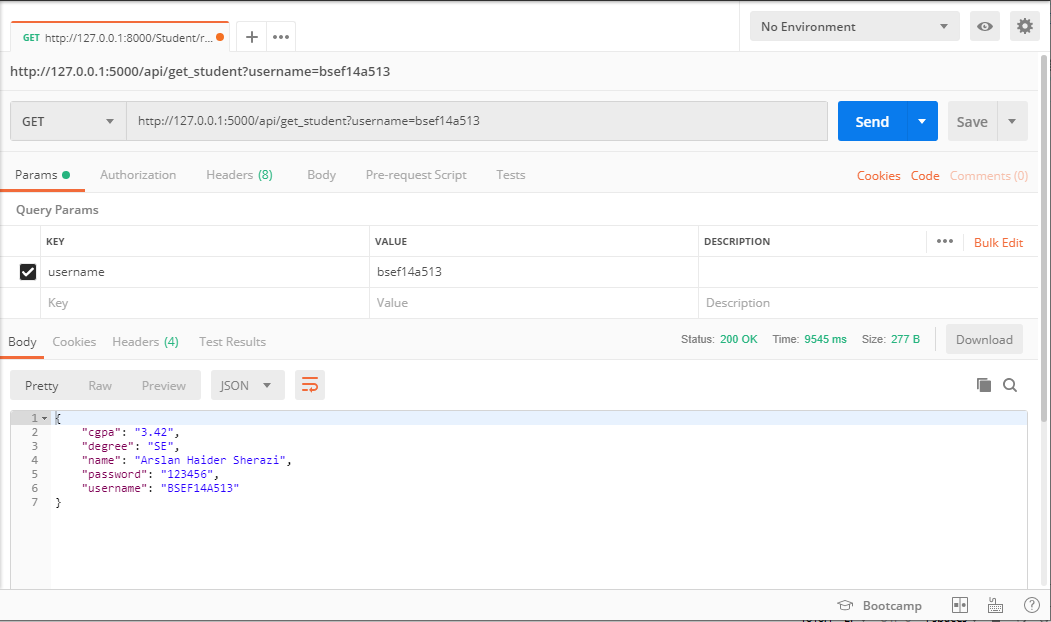 GET http://127.0.0.1:8000/Student/r... + ••• No Environment
http://127.0.0.1:5000/api/get_student?username=bsef14a513
GET http://127.0.0.1:5000/api/get_student?username=bsef14a513 Send Save
Params Authorization Headers (8) Body Pre-request Script Tests Cookies Code Comments (0)
Query Params
KEY VALUE DESCRIPTION ••• Bulk Edit
username bsef14a513
Key Value Description
Body Cookies Headers (4) Test Results Status: 200 OK Time: 9545 ms Size: 277 B Download
Pretty Raw Preview JSON
1 {
2 "cgpa": "3.42",
3 "degree": "SE",
4 "name": "Arslan Haider Sherazi",
5 "password": "123456",
6 "username": "BSEF14A513"
7 }
Bootcamp ?